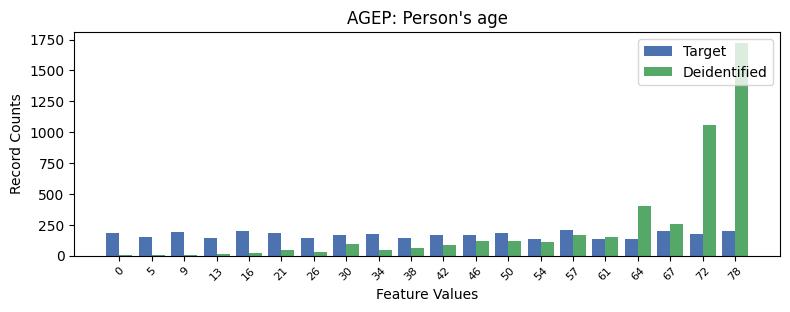 AGEP: Person's age
Target
Deidentified
Record Counts
1750
1500
1250
1000
750
500
250
0
0 5 9 13 16 21 26 30 34 38 42 46 50 54 57 61 64 67 72 78
Feature Values